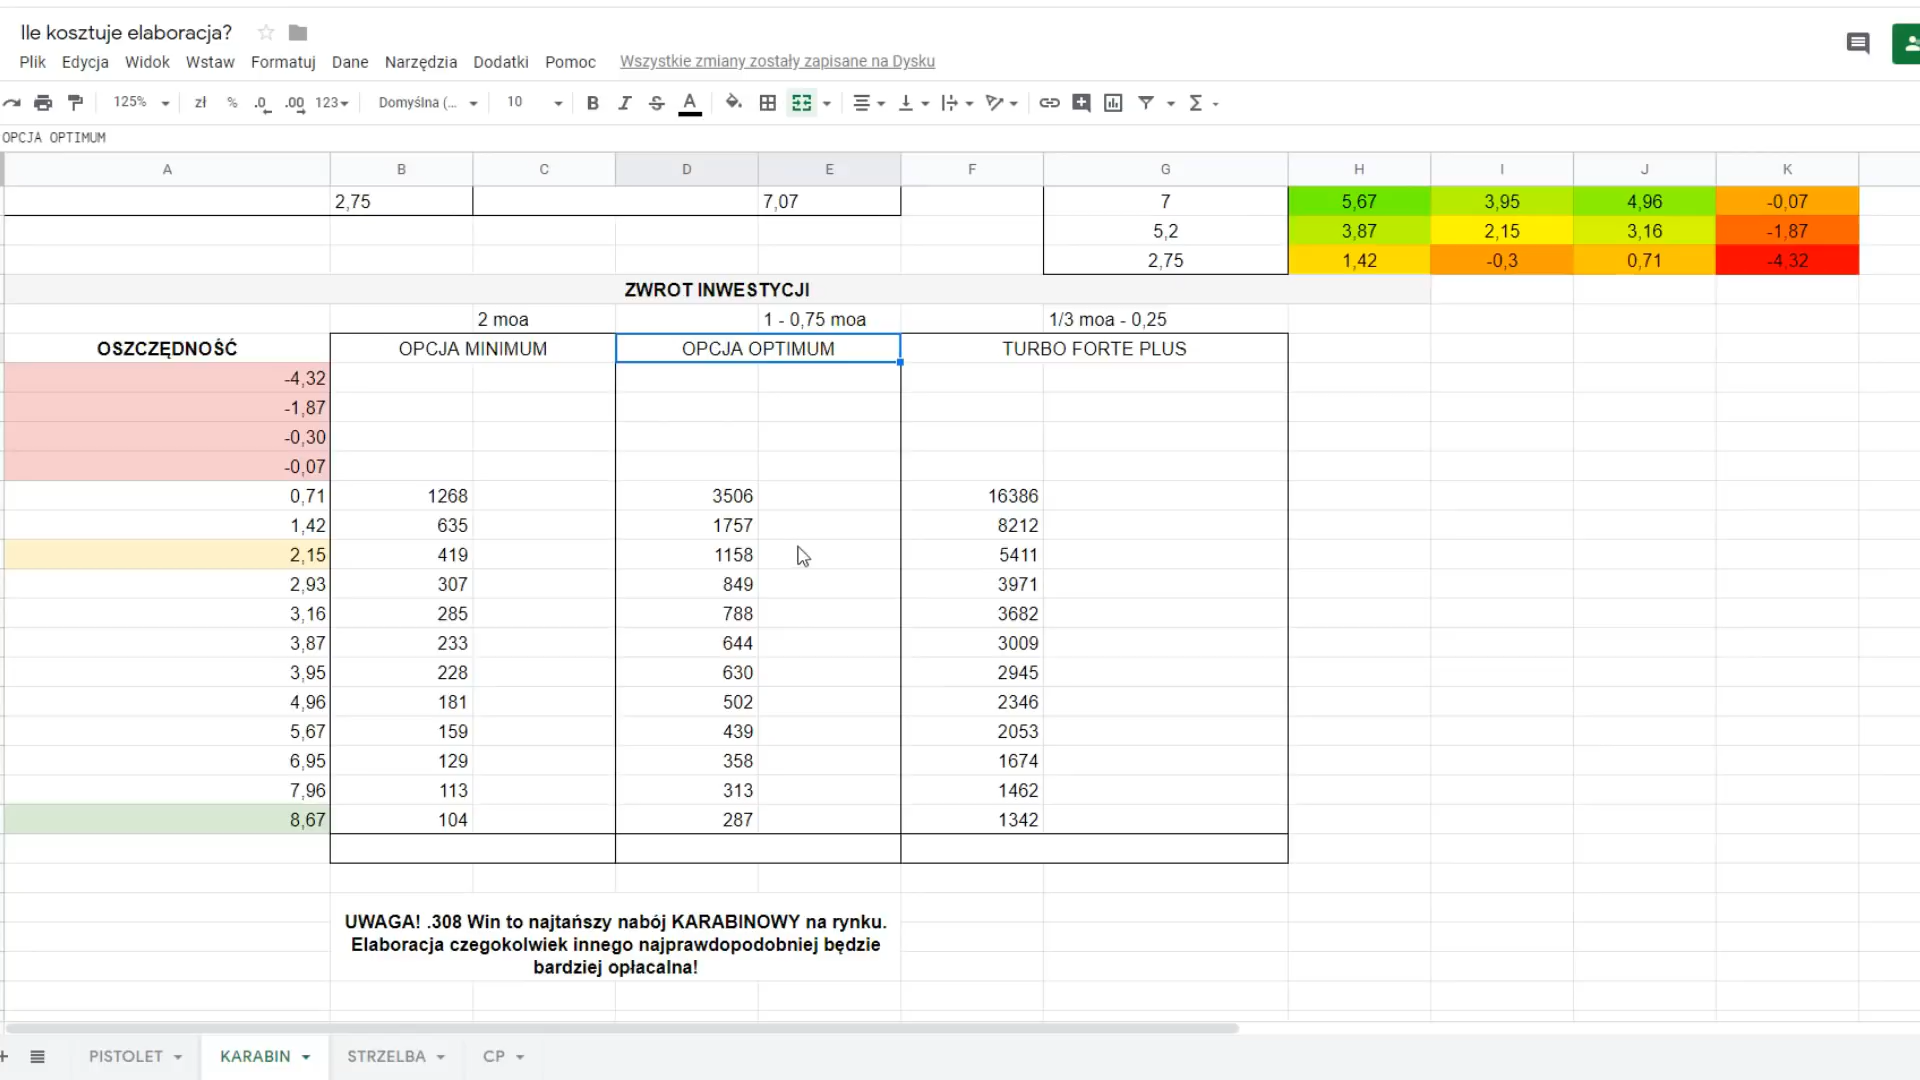 Ile kosztuje elaboracja?
Plik Edycja Widok Wstaw Formatuj Dane Narzędzia Dodatki Pomoc Wszystkie zmiany zostały zapisane na Dysku
125% zł % .0 .00 123 Domyślna (... 10 B I S A Σ
OPCJA OPTIMUM
A B C D E F G H I J K
2,75 7,07 7 5,67 3,95 4,96 -0,07
5,2 3,87 2,15 3,16 -1,87
2,75 1,42 -0,3 0,71 -4,32
ZWROT INWESTYCJI
2 moa 1 - 0,75 moa 1/3 moa - 0,25
OSZCZĘDNOŚĆ OPCJA MINIMUM OPCJA OPTIMUM TURBO FORTE PLUS
-4,32
-1,87
-0,30
-0,07
0,71 1268 3506 16386
1,42 635 1757 8212
2,15 419 1158 5411
2,93 307 849 3971
3,16 285 788 3682
3,87 233 644 3009
3,95 228 630 2945
4,96 181 502 2346
5,67 159 439 2053
6,95 129 358 1674
7,96 113 313 1462
8,67 104 287 1342
UWAGA! .308 Win to najtańszy nabój KARABINOWY na rynku.
Elaboracja czegokolwiek innego najprawdopodobniej będzie
bardziej opłacalna!
PISTOLET KARABIN STRZELBA CP